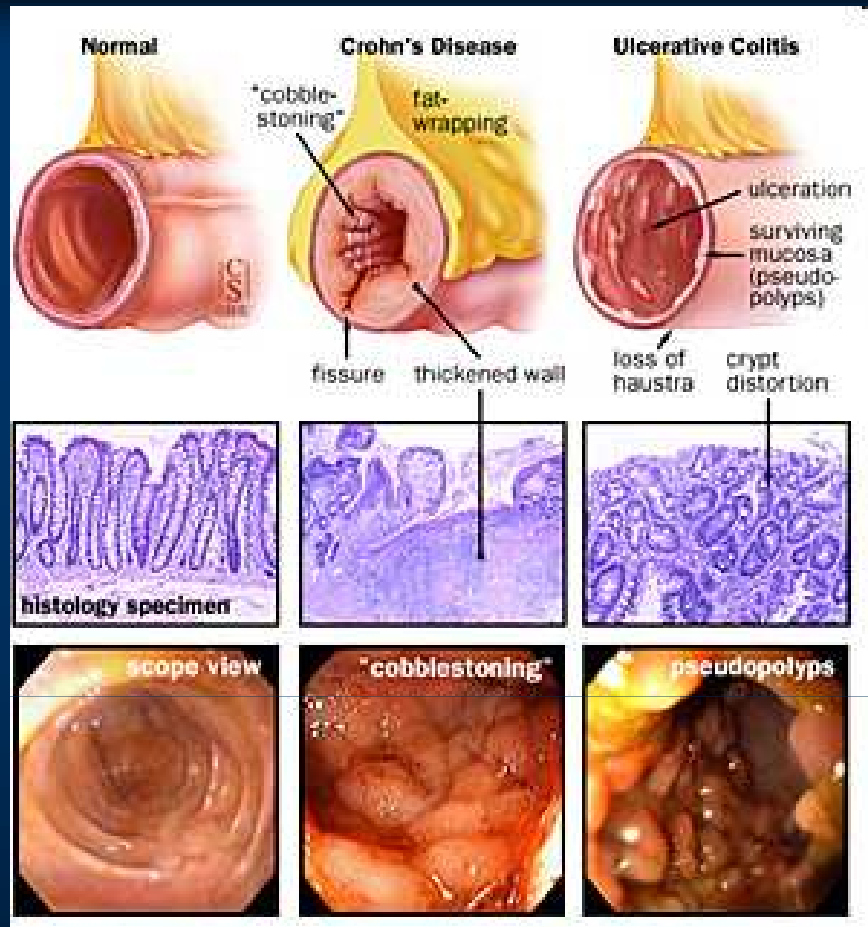 Normal
Crohn's Disease
Ulcerative Colitis
"cobble-
stoning"
fat-
wrapping
ulceration
surviving
mucosa
(pseudo-
polyps)
fissure
thickened wall
loss of
haustra
crypt
distortion
histology specimen
scope view
"cobblestoning"
pseudopolyps